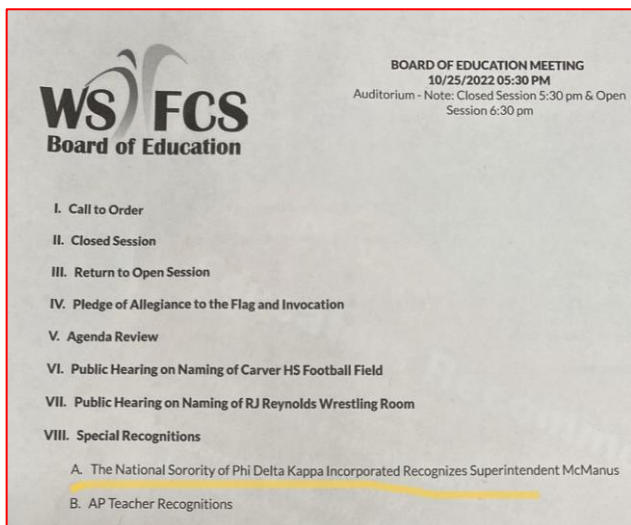 WS FCS
Board of Education
BOARD OF EDUCATION MEETING
10/25/2022 05:30 PM
Auditorium - Note: Closed Session 5:30 pm & Open
Session 6:30 pm
I. Call to Order
II. Closed Session
III. Return to Open Session
IV. Pledge of Allegiance to the Flag and Invocation
V. Agenda Review
VI. Public Hearing on Naming of Carver HS Football Field
VII. Public Hearing on Naming of RJ Reynolds Wrestling Room
VIII. Special Recognitions
A. The National Sorority of Phi Delta Kappa Incorporated Recognizes Superintendent McManus
B. AP Teacher Recognitions